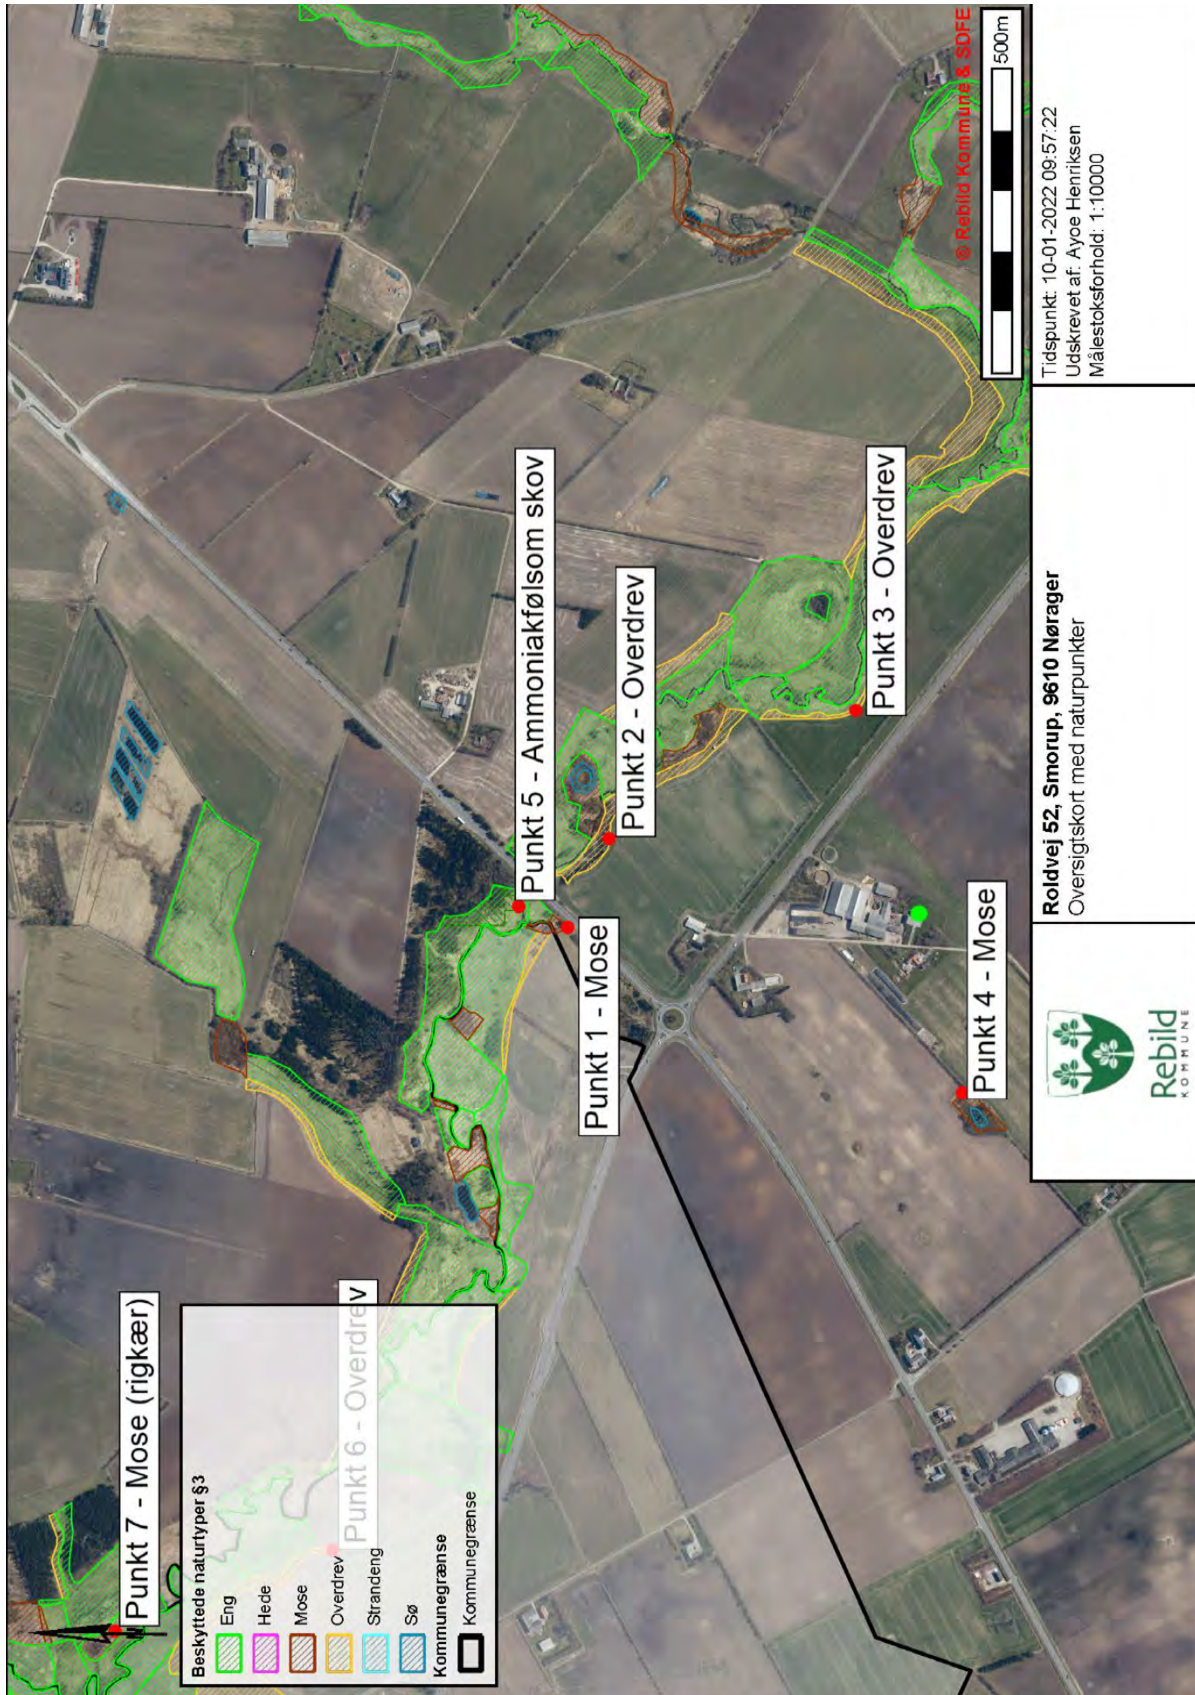 Punkt 7 - Mose (rigkær)
Beskyttede naturtyper §3
Eng
Hede
Mose
Overdrev
Strandeng
Sø
Kommunegrænse
Kommunegrænse
Punkt 6 - Overdrev
Punkt 5 - Ammoniakfølsom skov
Punkt 1 - Mose
Punkt 2 - Overdrev
Punkt 3 - Overdrev
Punkt 4 - Mose
© Rebild Kommune & SDFE
500m
Rebild
KOMMUNE
Roldvej 52, Smorup, 9610 Nørager
Oversigtskort med naturpunkter
Tidspunkt: 10-01-2022 09:57:22
Udskrevet af: Ayoe Henriksen
Målestoksforhold: 1:10000